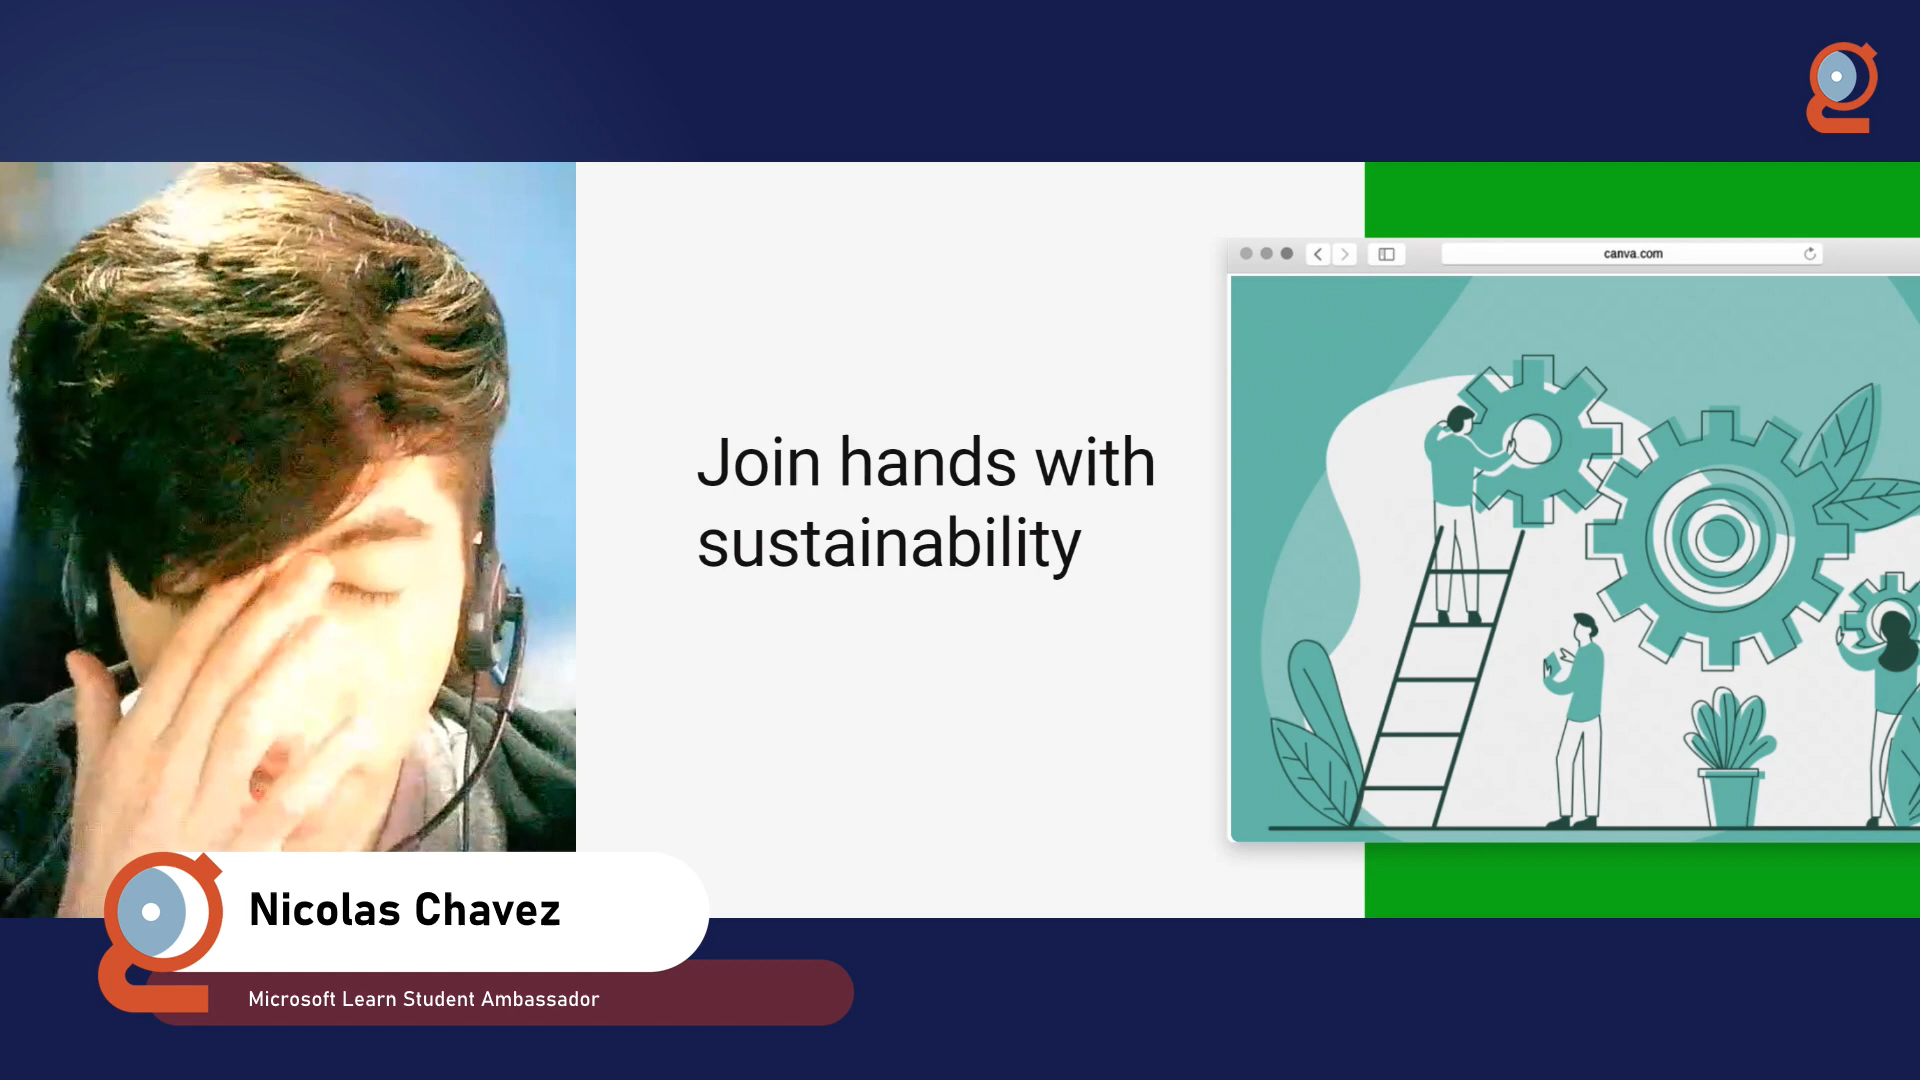 canva.com
Join hands with
sustainability
Nicolas Chavez
Microsoft Learn Student Ambassador